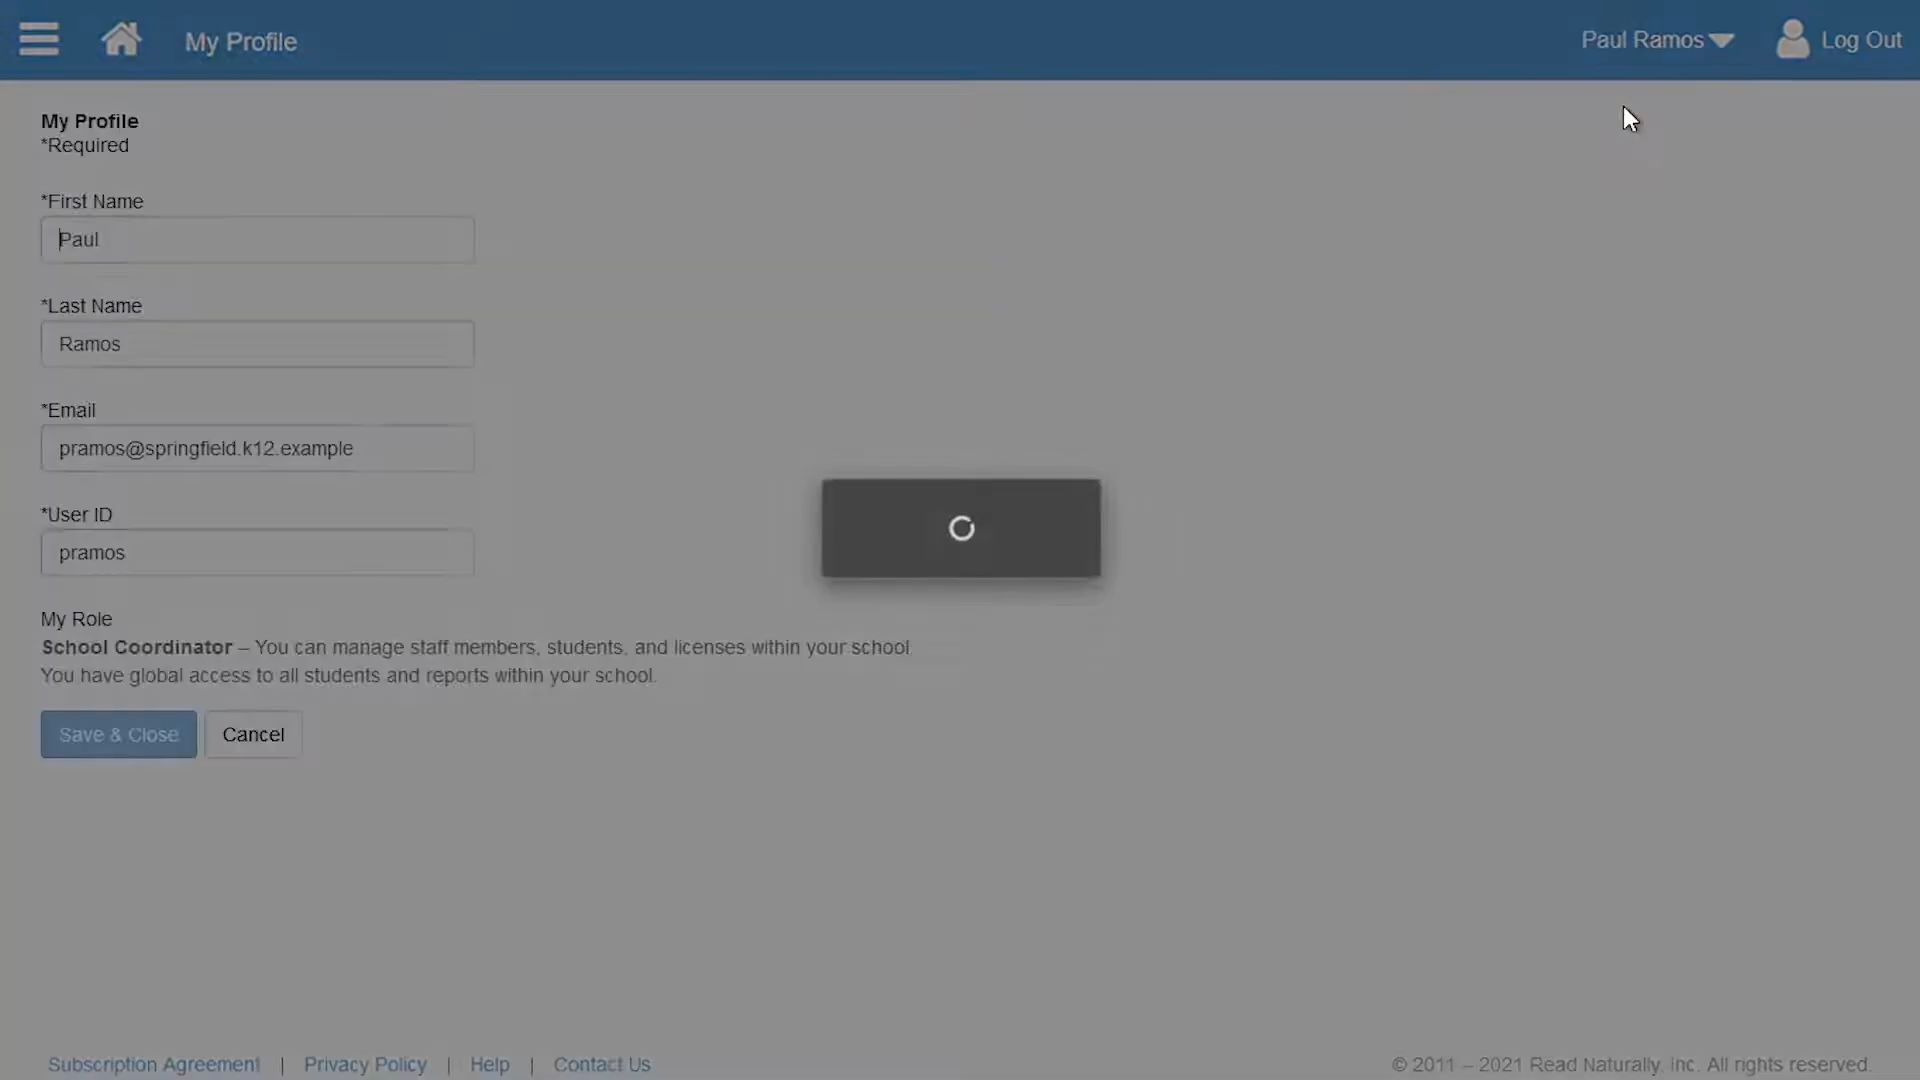 My Profile
Paul Ramos
Log Out
My Profile
*Required
*First Name
Paul
*Last Name
Ramos
*Email
pramos@springfield.k12.example
*User ID
pramos
My Role
School Coordinator – You can manage staff members, students, and licenses within your school.
You have global access to all students and reports within your school.
Save & Close
Cancel
Subscription Agreement | Privacy Policy | Help | Contact Us
© 2011 – 2021 Read Naturally, Inc. All rights reserved.